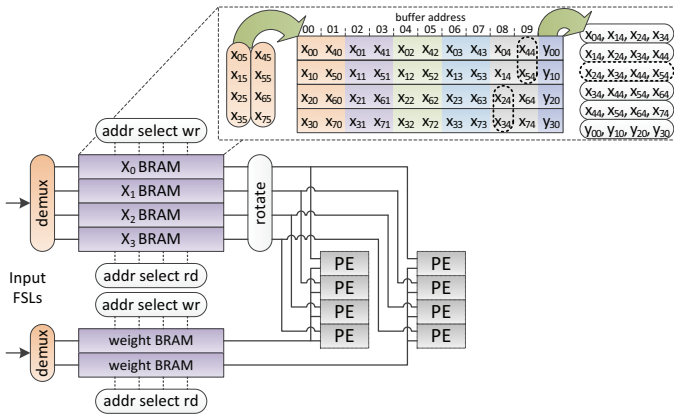 buffer address
00 01 02 03 04 05 06 07 08 09
x05 x45
x15 x55
x25 x65
x35 x75
x00 x40 x01 x41 x02 x42 x03 x43 x04 x44 y00
x10 x50 x11 x51 x12 x52 x13 x53 x14 x54 y10
x20 x60 x21 x61 x22 x62 x23 x63 x24 x64 y20
x30 x70 x31 x71 x32 x72 x33 x73 x34 x74 y30
x04, x14, x24, x34
x14, x24, x34, x44
x24, x34, x44, x54
x34, x44, x54, x64
x44, x54, x64, x74
y00, y10, y20, y30
addr select wr
demux
X0 BRAM
X1 BRAM
X2 BRAM
X3 BRAM
rotate
addr select rd
Input
FSLs
addr select wr
demux
weight BRAM
weight BRAM
addr select rd
PE PE
PE PE
PE PE
PE PE